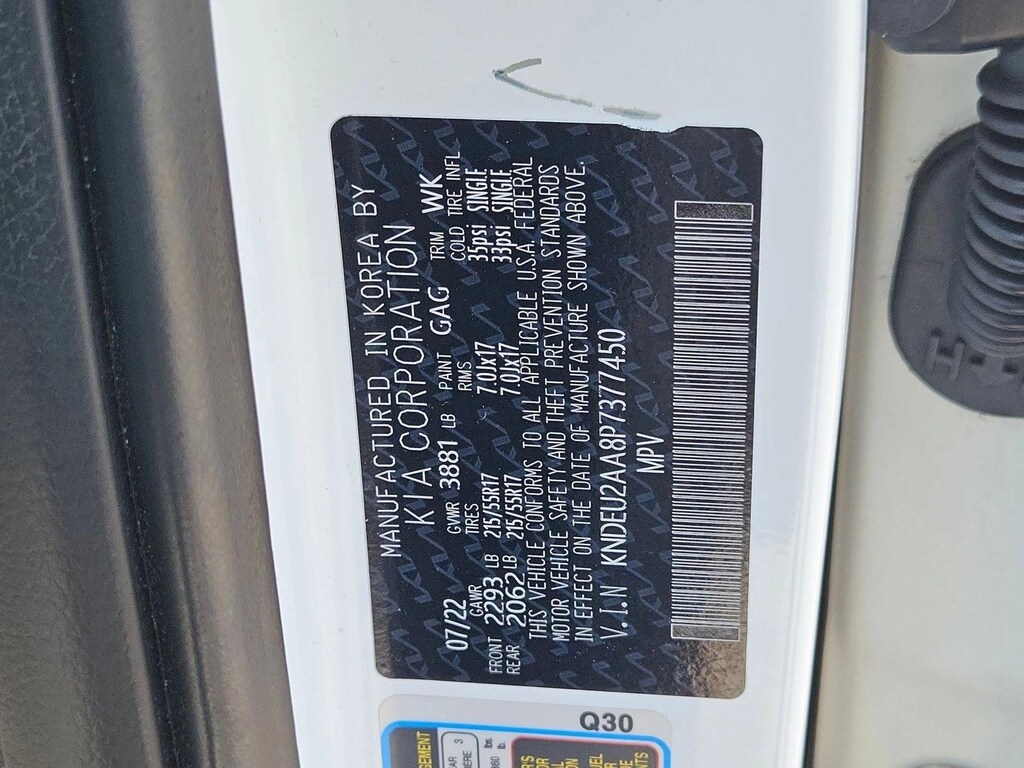 MANUFACTURED IN KOREA BY
KIA CORPORATION
07/22 GVWR 3881 LB PAINT GAG TRIM WK
GAWR TIRES RIMS COLD TIRE INFL
FRONT 2293 LB 215/55R17 7.0Jx17 35psi SINGLE
REAR 2062 LB 215/55R17 7.0Jx17 33psi SINGLE
THIS VEHICLE CONFORMS TO ALL APPLICABLE U.S.A. FEDERAL
MOTOR VEHICLE SAFETY AND THEFT PREVENTION STANDARDS
IN EFFECT ON THE DATE OF MANUFACTURE SHOWN ABOVE.
V.I.N KNDEU2AA8P7377450
MPV
Q30
H